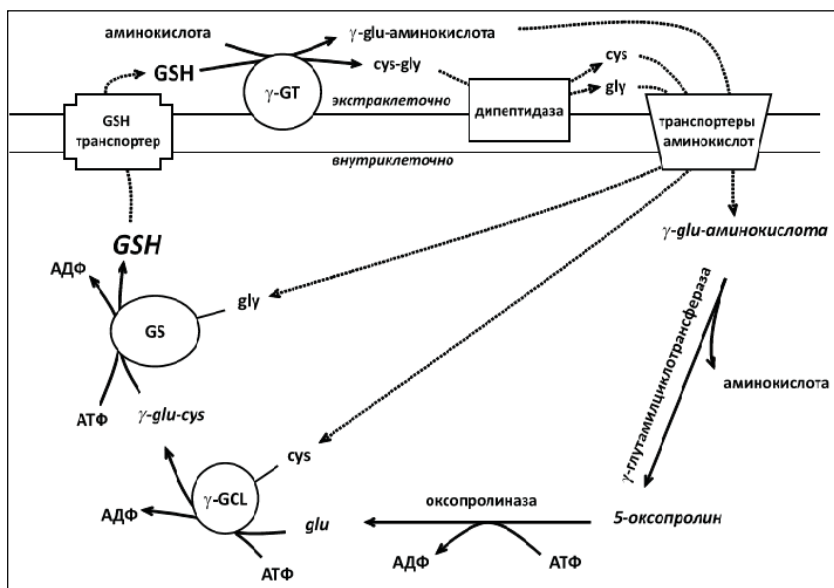 аминокислота
γ-glu-аминокислота
GSH
cys-gly
γ-GT
cys
gly
экстраклеточно
дипептидаза
GSH
транспортер
транспортеры
аминокислот
внутриклеточно
γ-glu-аминокислота
GSH
АДФ
gly
GS
γ-глутамилциклотрансфераза
аминокислота
АТФ
γ-glu-cys
cys
γ-GCL
оксопролиназа
5-оксопролин
АДФ
glu
АДФ
АТФ
АТФ